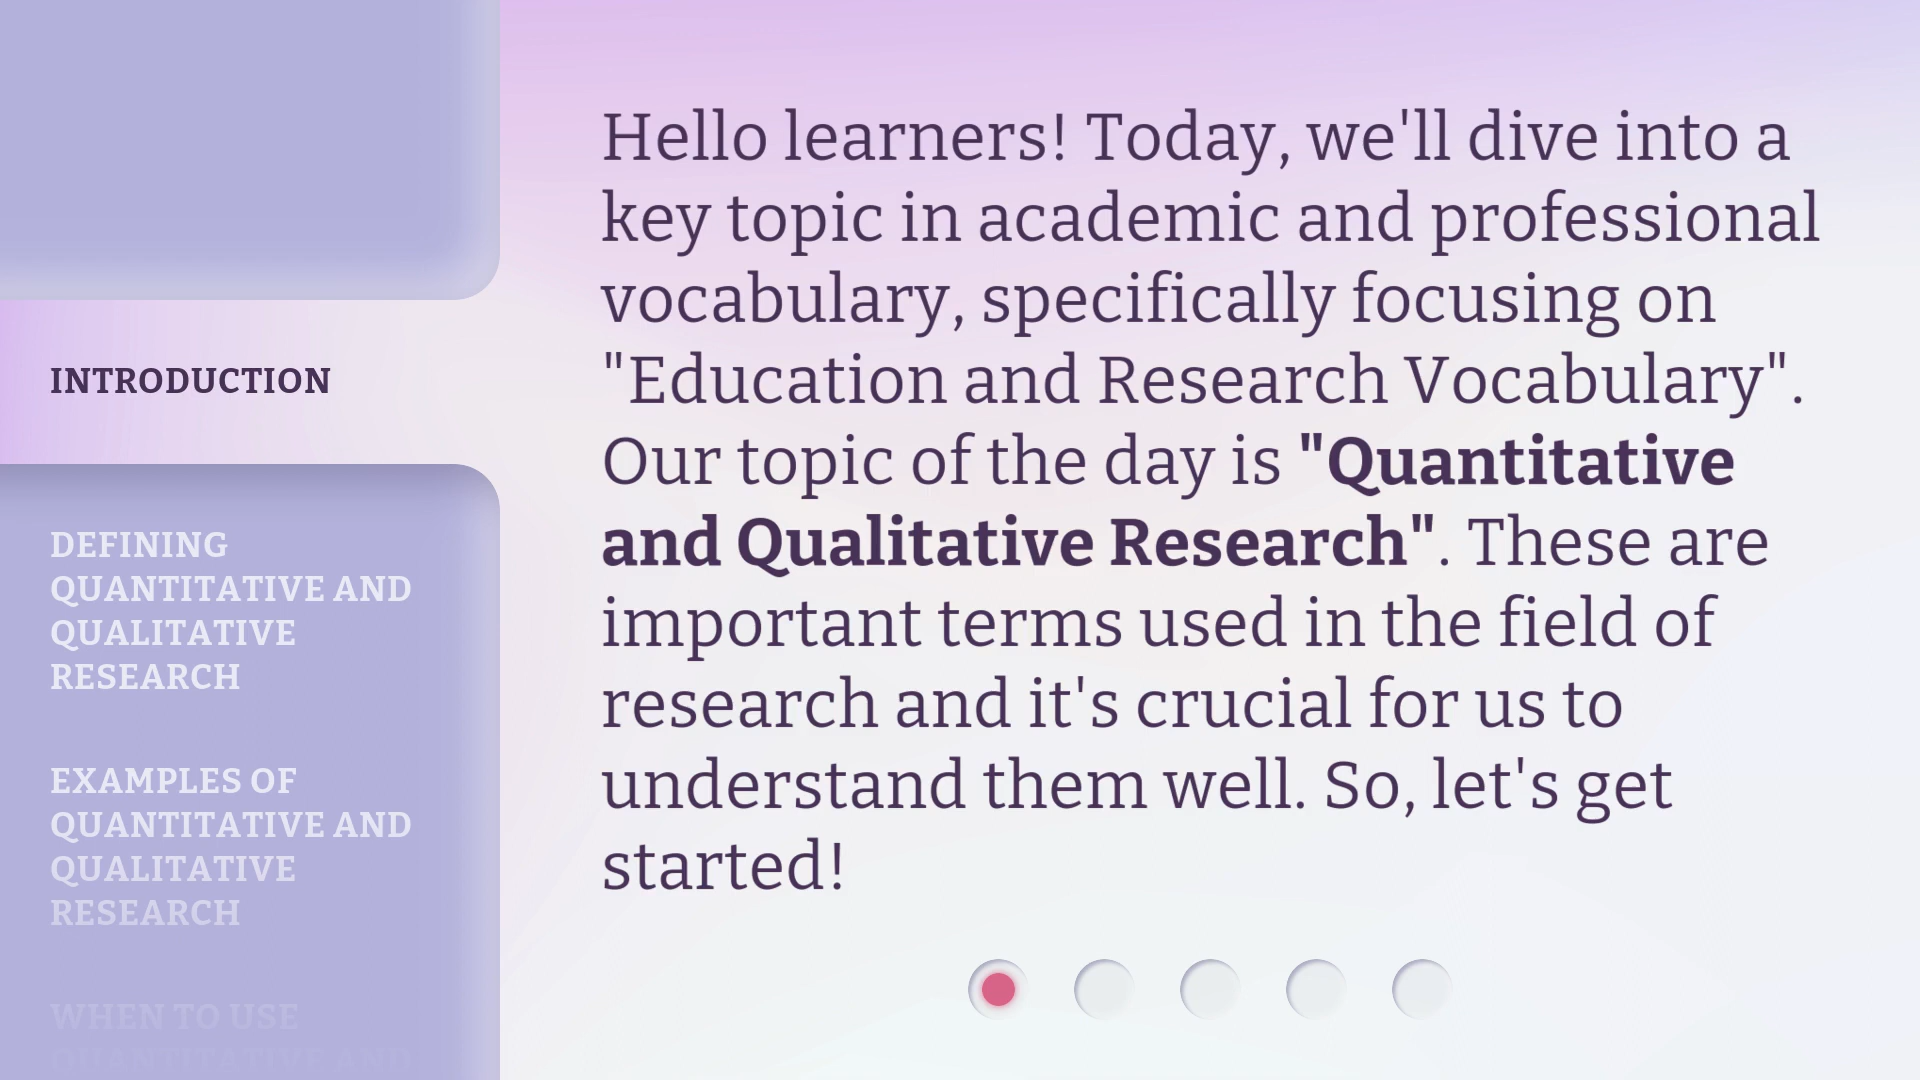 INTRODUCTION
DEFINING
QUANTITATIVE AND
QUALITATIVE
RESEARCH
EXAMPLES OF
QUANTITATIVE AND
QUALITATIVE
RESEARCH
WHEN TO USE
QUANTITATIVE AND
Hello learners! Today, we'll dive into a
key topic in academic and professional
vocabulary, specifically focusing on
"Education and Research Vocabulary".
Our topic of the day is "Quantitative
and Qualitative Research". These are
important terms used in the field of
research and it's crucial for us to
understand them well. So, let's get
started!